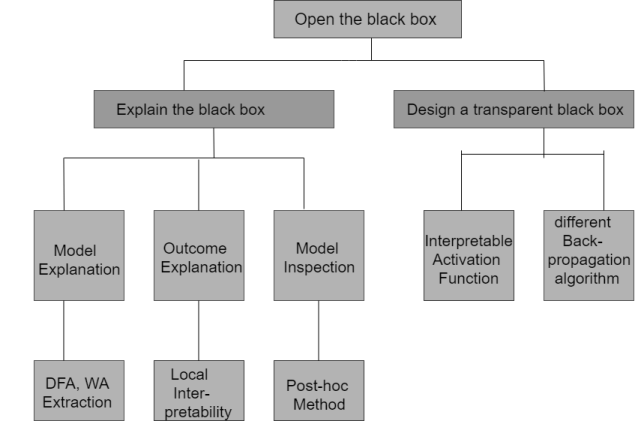 Open the black box
Explain the black box
Design a transparent black box
Model
Explanation
Outcome
Explanation
Model
Inspection
Interpretable
Activation
Function
different
Back-
propagation
algorithm
DFA, WA
Extraction
Local
Inter-
pretability
Post-hoc
Method